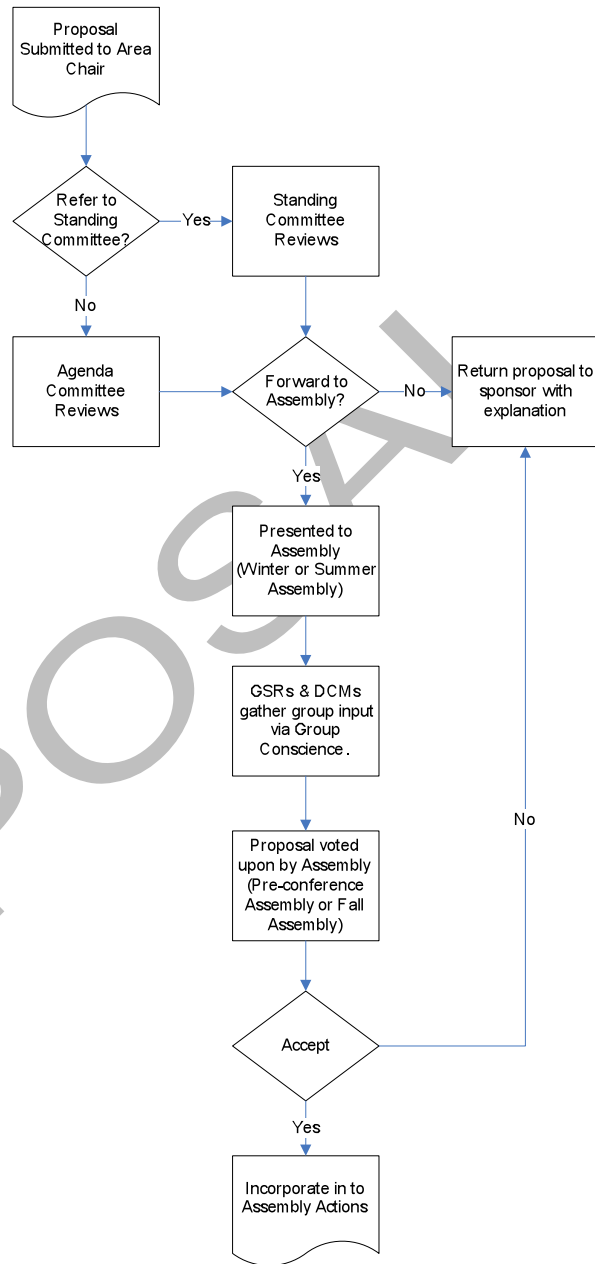 Proposal
Submitted to Area
Chair
Refer to
Standing
Committee?
Yes
Standing
Committee
Reviews
No
Agenda
Committee
Reviews
Forward to
Assembly?
No
Return proposal to
sponsor with
explanation
Yes
Presented to
Assembly
(Winter or Summer
Assembly)
GSRs & DCMs
gather group input
via Group
Conscience.
No
Proposal voted
upon by Assembly
(Pre-conference
Assembly or Fall
Assembly)
Accept
Yes
Incorporate in to
Assembly Actions
POSAL